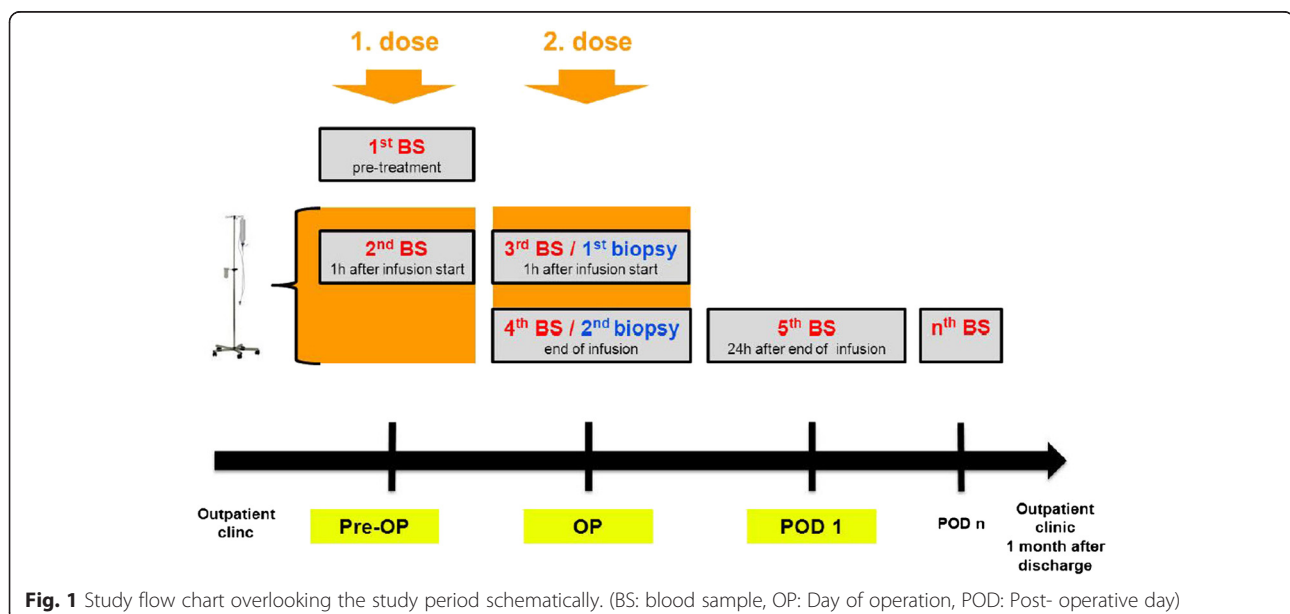 1. dose
2. dose
1st BS
pre-treatment
2nd BS
1h after infusion start
3rd BS / 1st biopsy
1h after infusion start
4th BS / 2nd biopsy
end of infusion
5th BS
24h after end of infusion
nth BS
Outpatient
clinc
Pre-OP
OP
POD 1
POD n
Outpatient
clinic
1 month after
discharge
Fig. 1 Study flow chart overlooking the study period schematically. (BS: blood sample, OP: Day of operation, POD: Post- operative day)